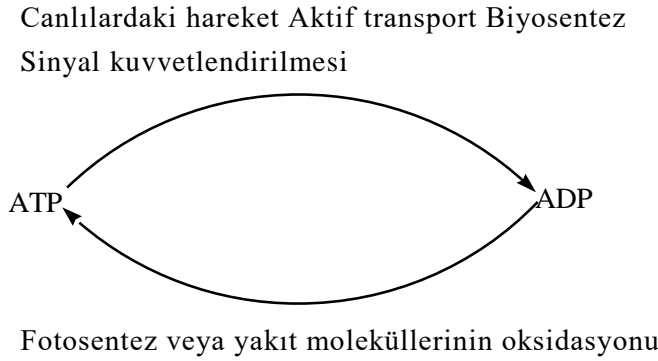 Canlılardaki hareket Aktif transport Biyosentez
Sinyal kuvvetlendirilmesi
ATP
ADP
Fotosentez veya yakıt moleküllerinin oksidasyonu